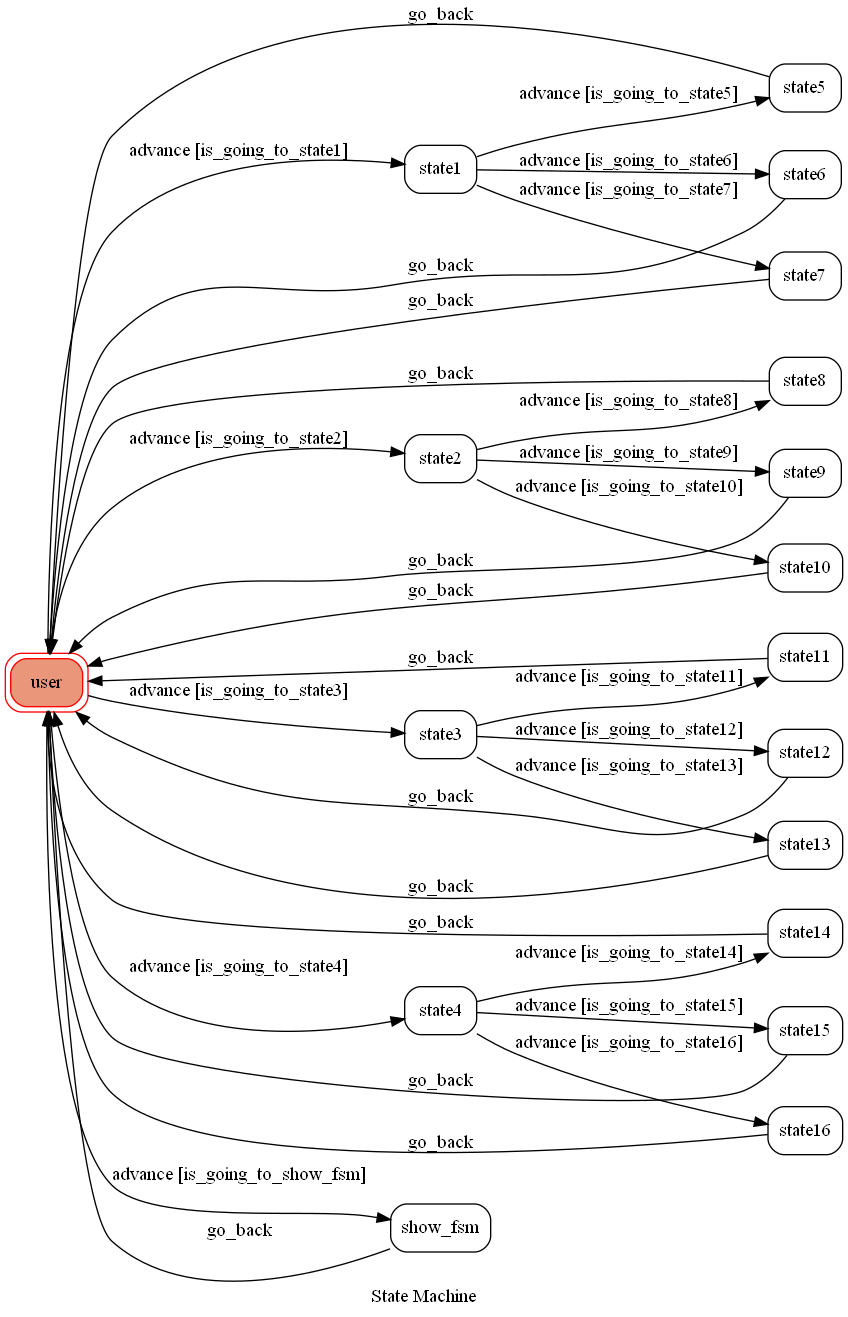 go_back
state5
advance [is_going_to_state5]
advance [is_going_to_state1]
state1
advance [is_going_to_state6]
state6
advance [is_going_to_state7]
go_back
state7
go_back
go_back
state8
advance [is_going_to_state8]
advance [is_going_to_state2]
state2
advance [is_going_to_state9]
state9
advance [is_going_to_state10]
go_back
state10
go_back
go_back
state11
advance [is_going_to_state11]
user
advance [is_going_to_state3]
state3
advance [is_going_to_state12]
state12
advance [is_going_to_state13]
go_back
state13
go_back
go_back
state14
advance [is_going_to_state14]
advance [is_going_to_state4]
state4
advance [is_going_to_state15]
state15
advance [is_going_to_state16]
go_back
state16
go_back
advance [is_going_to_show_fsm]
show_fsm
go_back
State Machine